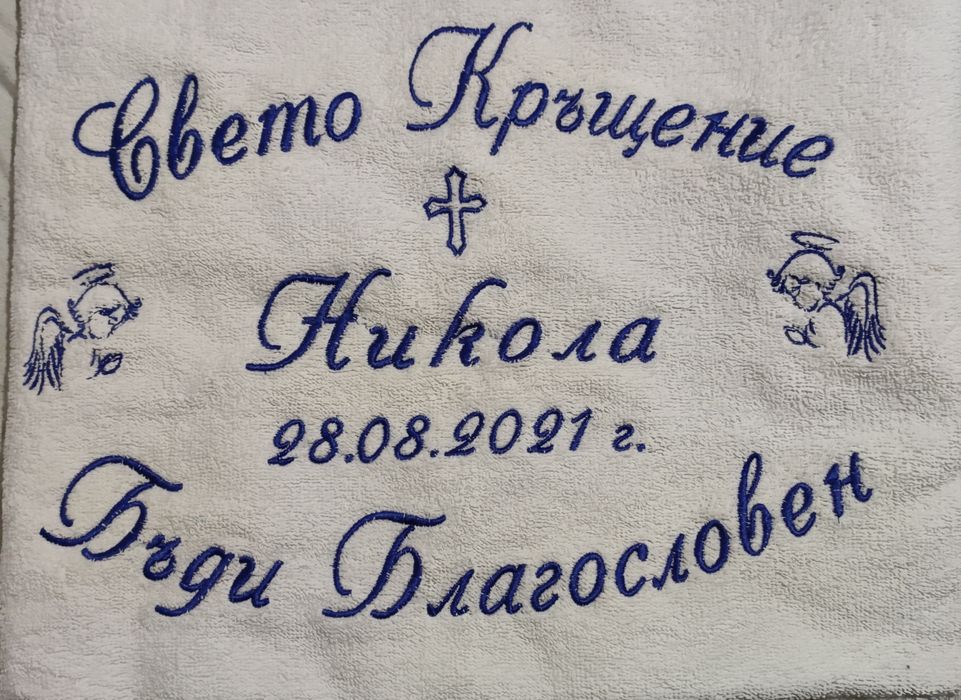 Свето Кръщение
Никола
28.08.2021 г.
Бъди Благословен